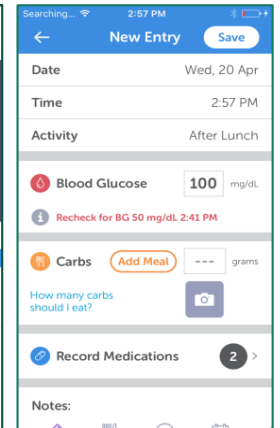 Searching... 2:57 PM
New Entry Save
Date Wed, 20 Apr
Time 2:57 PM
Activity After Lunch
Blood Glucose 100 mg/dL
Recheck for BG 50 mg/dL 2:41 PM
Carbs Add Meal --- grams
How many carbs
should I eat?
Record Medications 2
Notes: